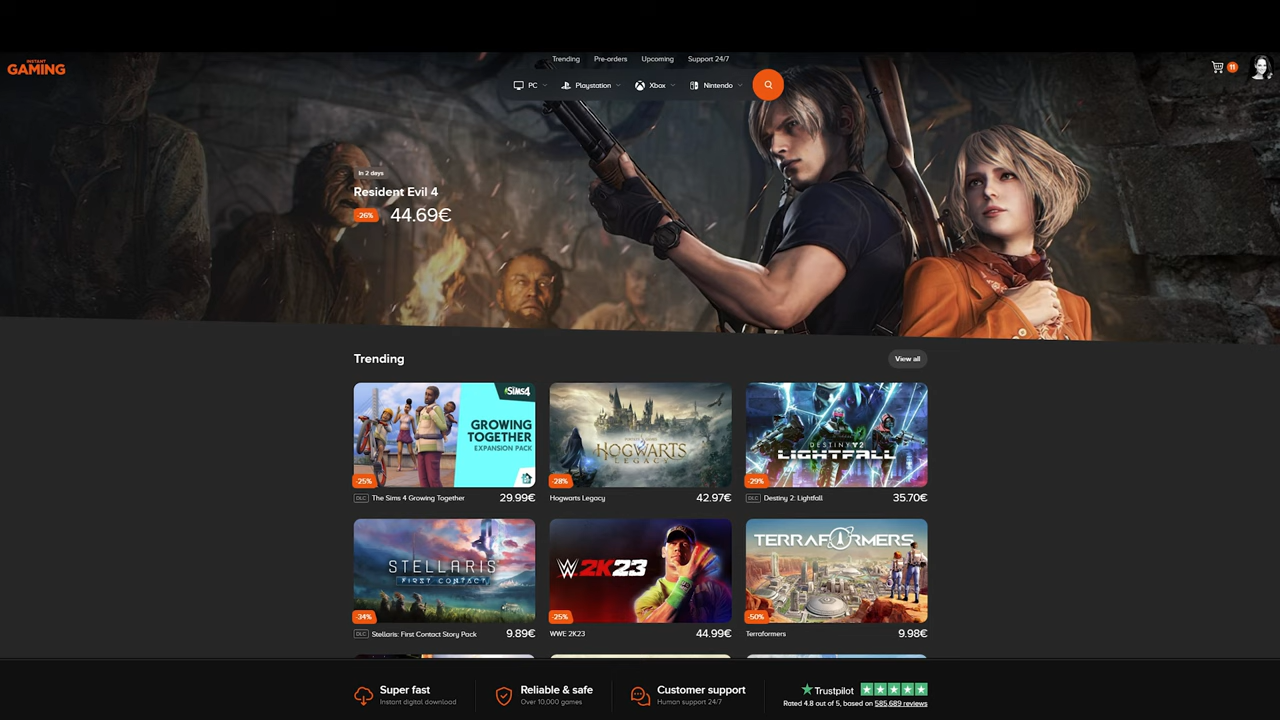 INSTANT
GAMING
Trending Pre-orders Upcoming Support 24/7
PC Playstation Xbox Nintendo
11
In 2 days
Resident Evil 4
-26% 44.69€
Trending View all
SIMS4
GROWING
TOGETHER
EXPANSION PACK
HOGWARTS
LEGACY
DESTINY 2
LIGHTFALL
-25%
-28%
-29%
DLC The Sims 4 Growing Together 29.99€
Hogwarts Legacy 42.97€
DLC Destiny 2: Lightfall 35.70€
STELLARIS
FIRST CONTACT
W 2K23
TERRAFORMERS
-34%
-25%
-50%
DLC Stellaris: First Contact Story Pack 9.89€
WWE 2K23 44.99€
Terraformers 9.98€
Super fast
Instant digital download
Reliable & safe
Over 10,000 games
Customer support
Human support 24/7
Trustpilot
Rated 4.8 out of 5, based on 585,689 reviews